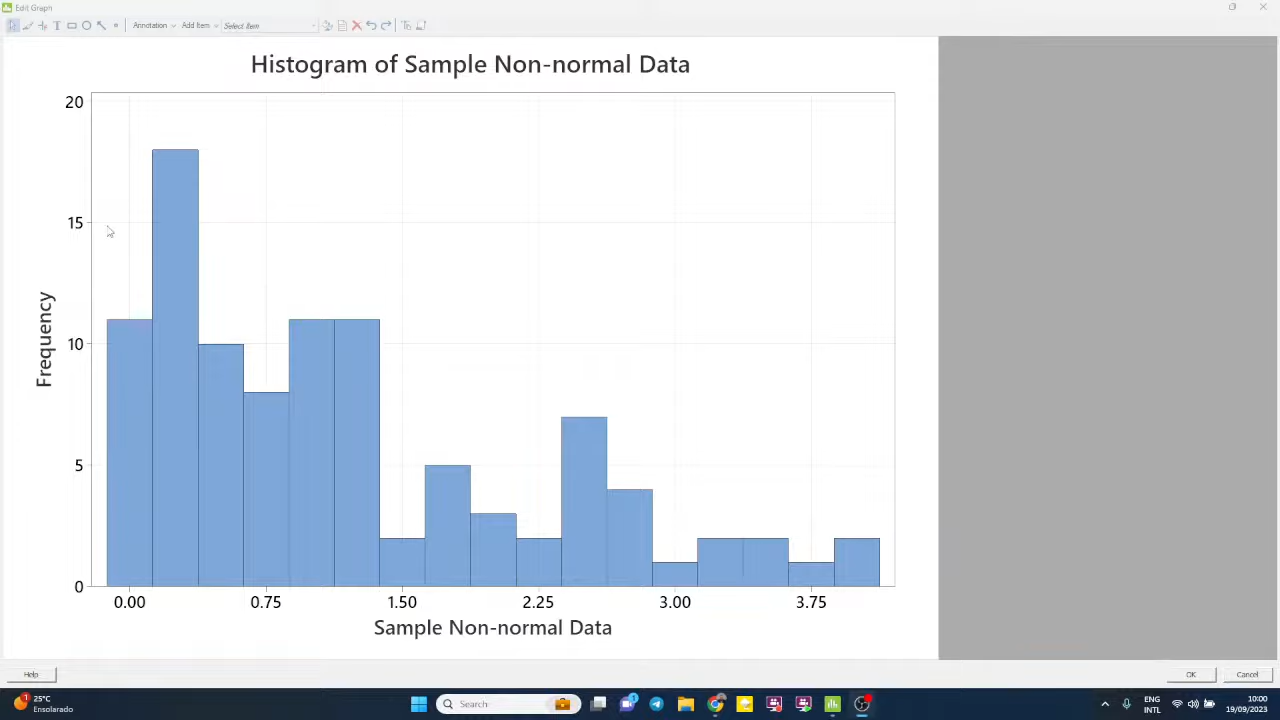 Edit Graph
T Annotation Add Item Select Item
Histogram of Sample Non-normal Data
20
15
10
5
0
Frequency
0.00 0.75 1.50 2.25 3.00 3.75
Sample Non-normal Data
Help OK Cancel
1 25°C
Ensolarado
Search
1
ENG
INTL
10:00
19/09/2023